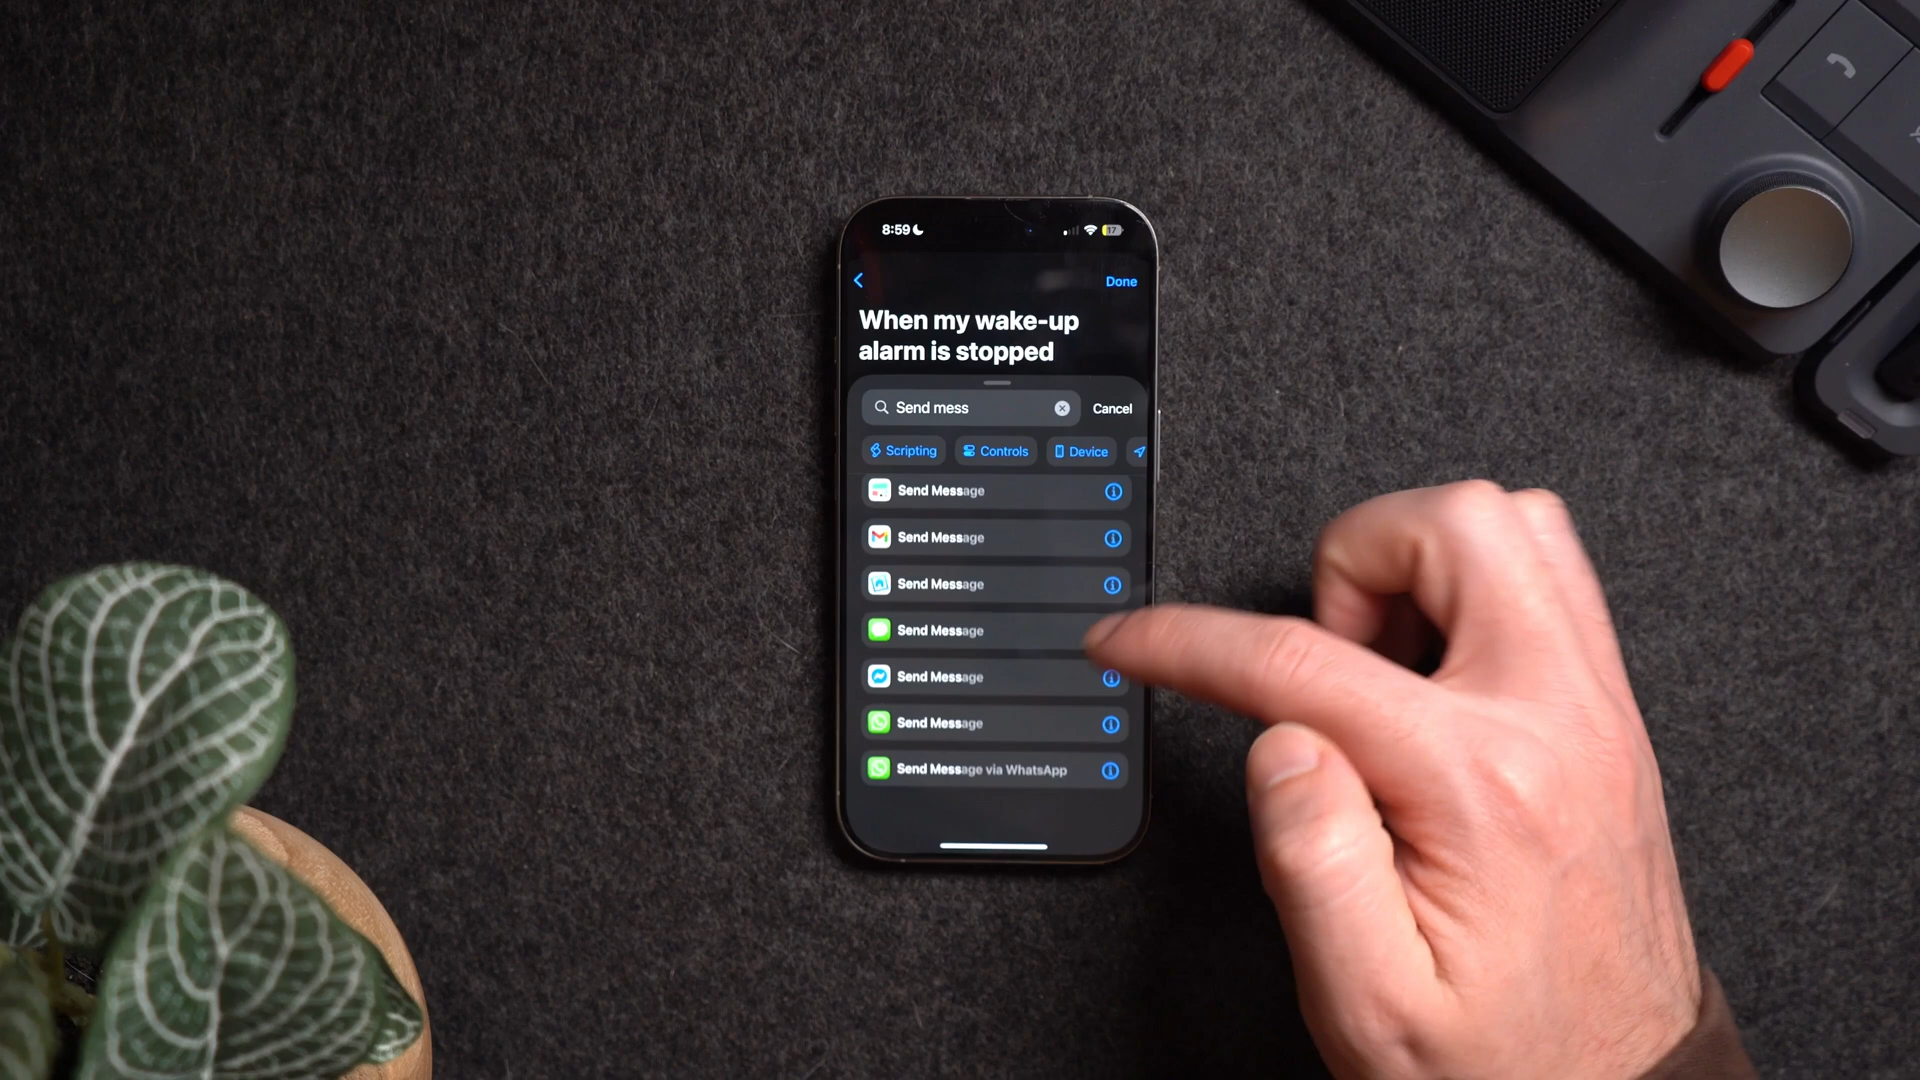 8:59
17
Done
When my wake-up
alarm is stopped
Send mess
Cancel
Scripting
Controls
Device
Send Message
Send Message
Send Message
Send Message
Send Message
Send Message
Send Message via WhatsApp